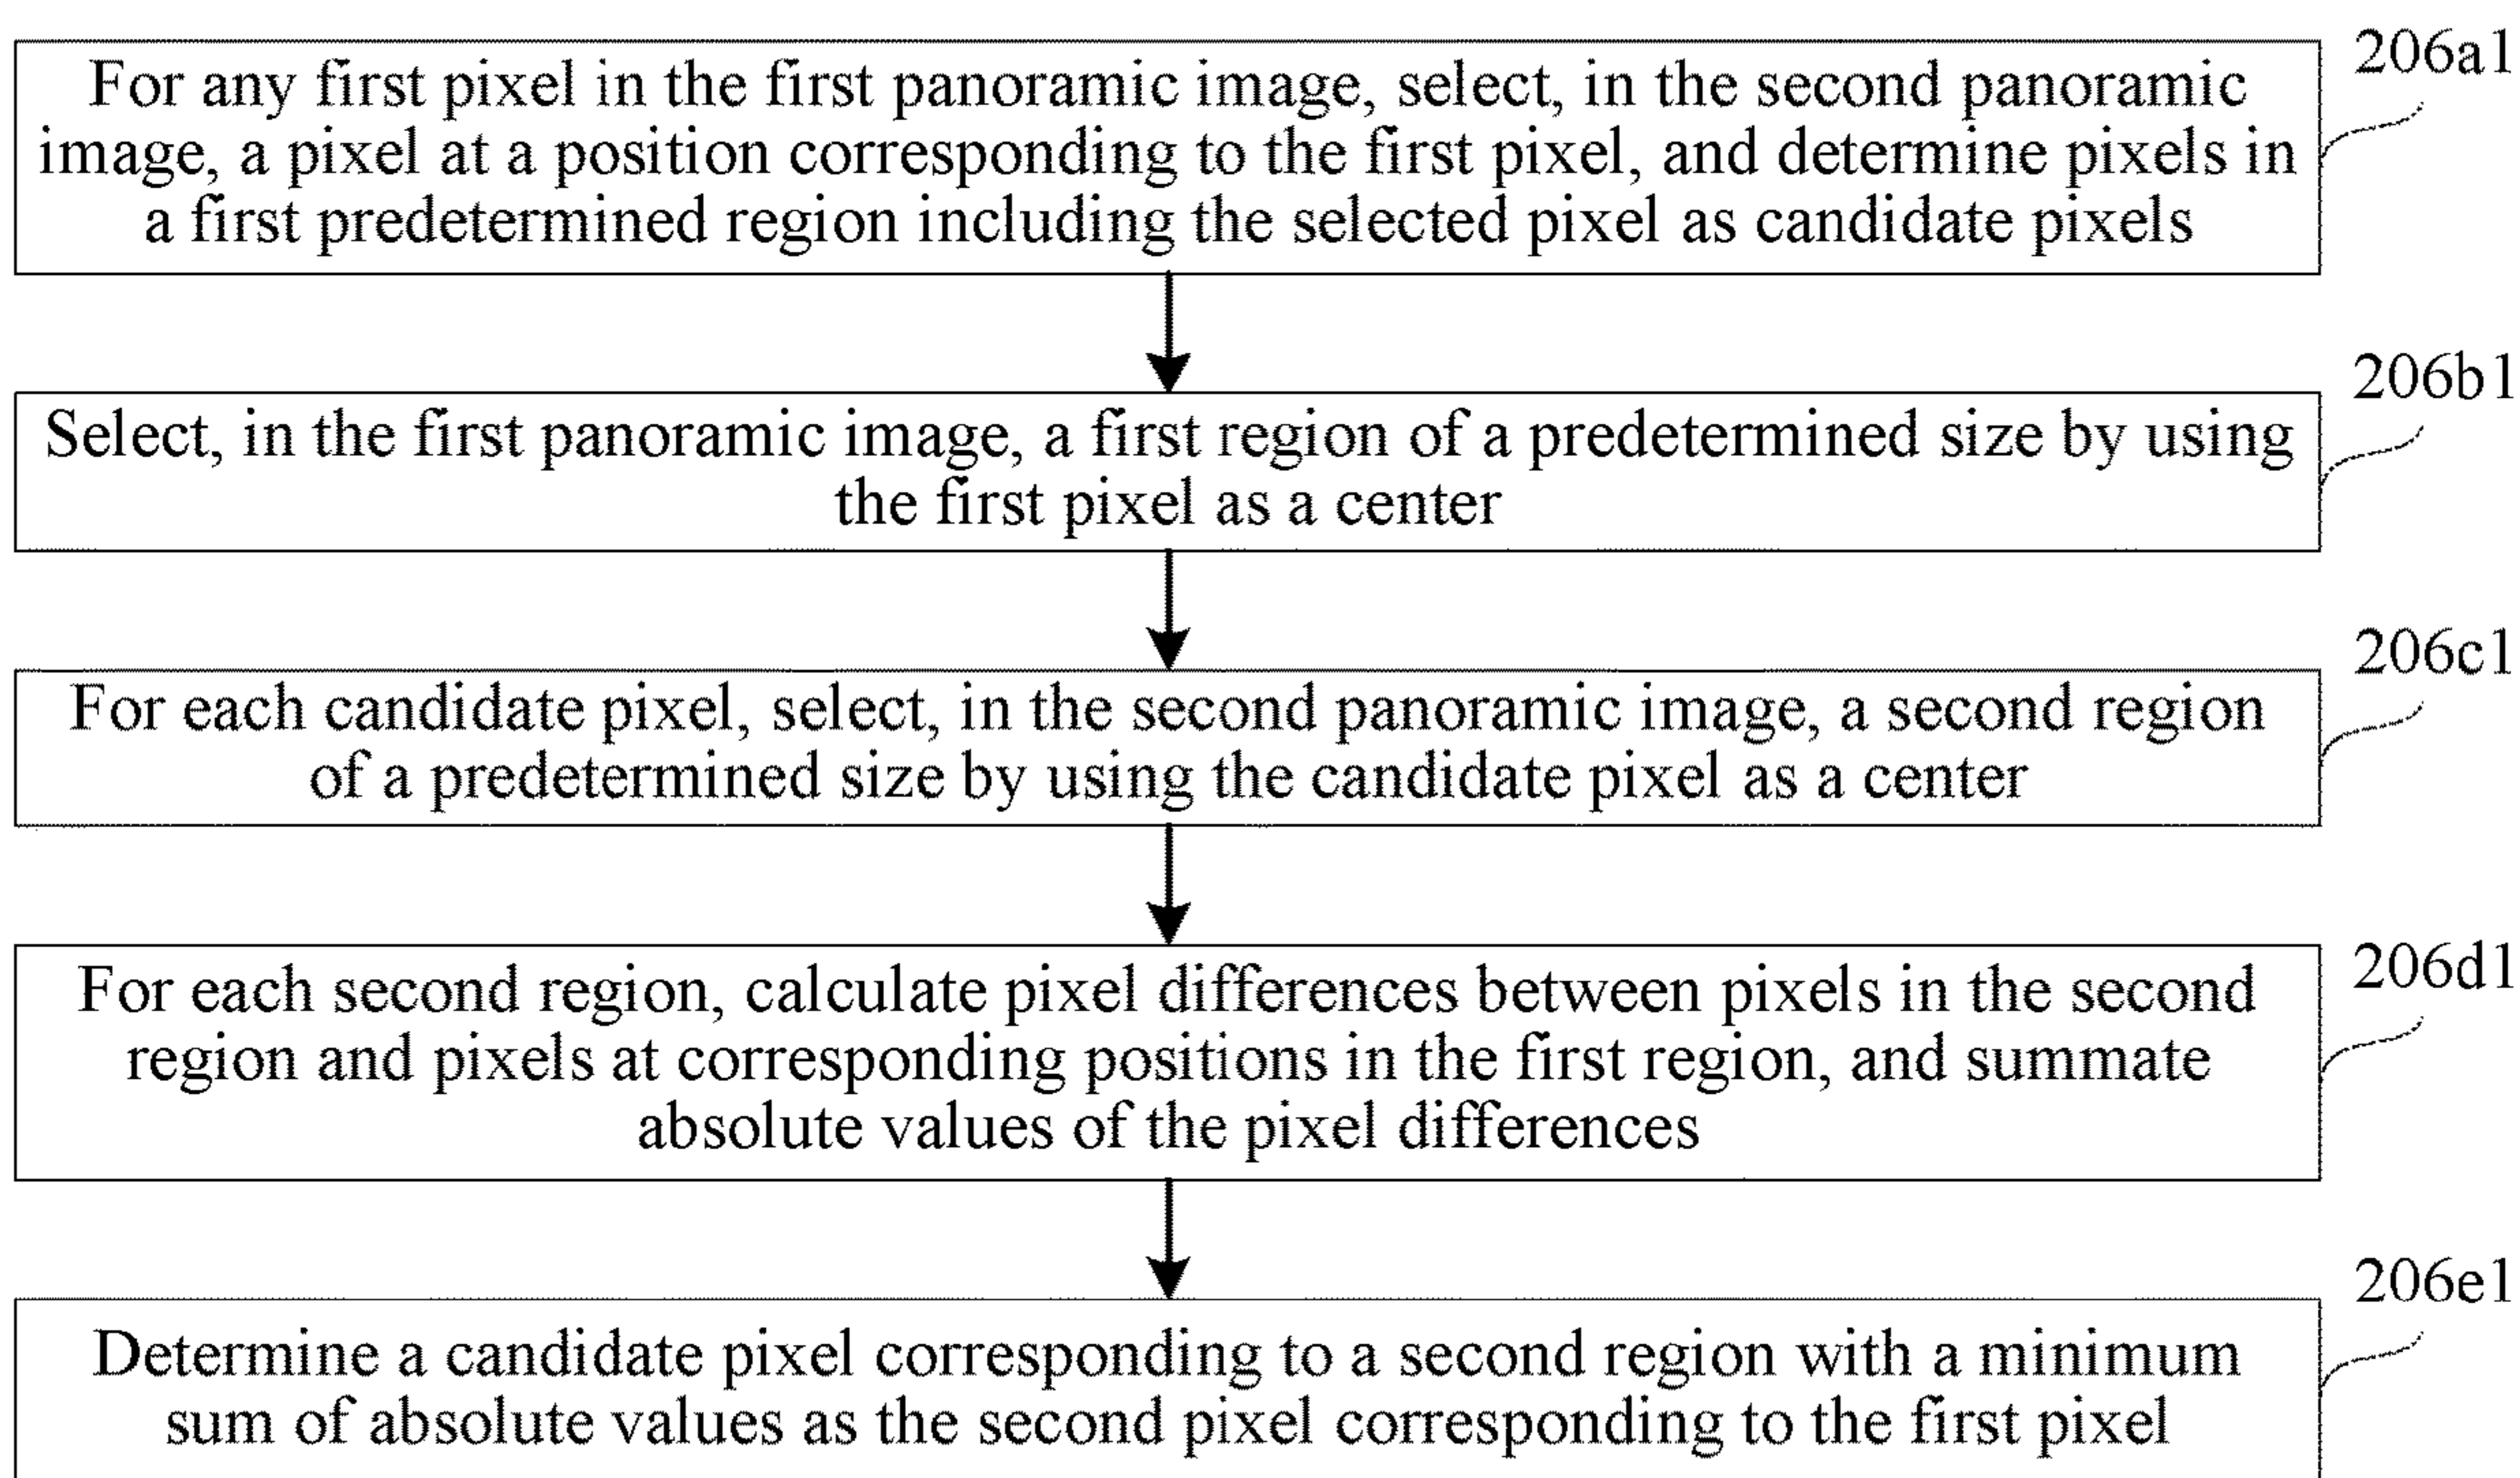 206a1
For any first pixel in the first panoramic image, select, in the second panoramic
image, a pixel at a position corresponding to the first pixel, and determine pixels in
a first predetermined region including the selected pixel as candidate pixels
206b1
Select, in the first panoramic image, a first region of a predetermined size by using
the first pixel as a center
206c1
For each candidate pixel, select, in the second panoramic image, a second region
of a predetermined size by using the candidate pixel as a center
206d1
For each second region, calculate pixel differences between pixels in the second
region and pixels at corresponding positions in the first region, and summate
absolute values of the pixel differences
206e1
Determine a candidate pixel corresponding to a second region with a minimum
sum of absolute values as the second pixel corresponding to the first pixel